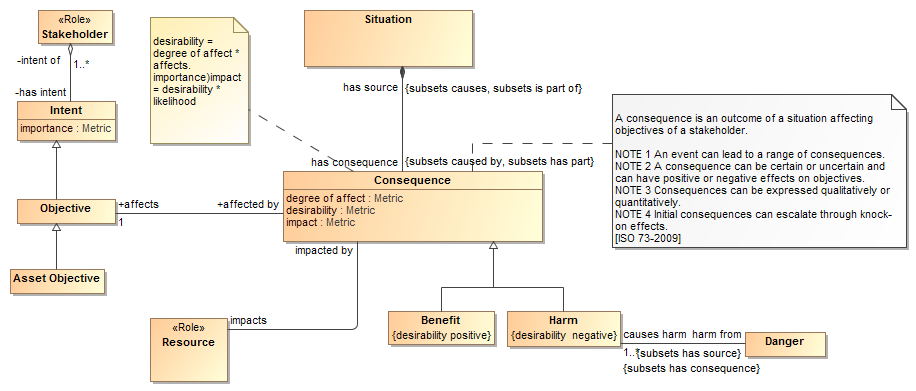 «Role»
Stakeholder
-intent of
1..*
-has intent
Intent
importance : Metric
Objective
+affects
1
+affected by
Asset Objective
desirability =
degree of affect *
affects.
importance)impact
= desirability *
likelihood
Situation
has source
{subsets causes, subsets is part of}
has consequence
{subsets caused by, subsets has part}
Consequence
degree of affect : Metric
desirability : Metric
impact : Metric
A consequence is an outcome of a situation affecting
objectives of a stakeholder.
NOTE 1 An event can lead to a range of consequences.
NOTE 2 A consequence can be certain or uncertain and
can have positive or negative effects on objectives.
NOTE 3 Consequences can be expressed qualitatively or
quantitatively.
NOTE 4 Initial consequences can escalate through knock-
on effects.
[ISO 73-2009]
impacted by
impacts
«Role»
Resource
Benefit
{desirability positive}
Harm
{desirability negative}
causes harm
harm from
1..*
{subsets has source}
{subsets has consequence}
Danger